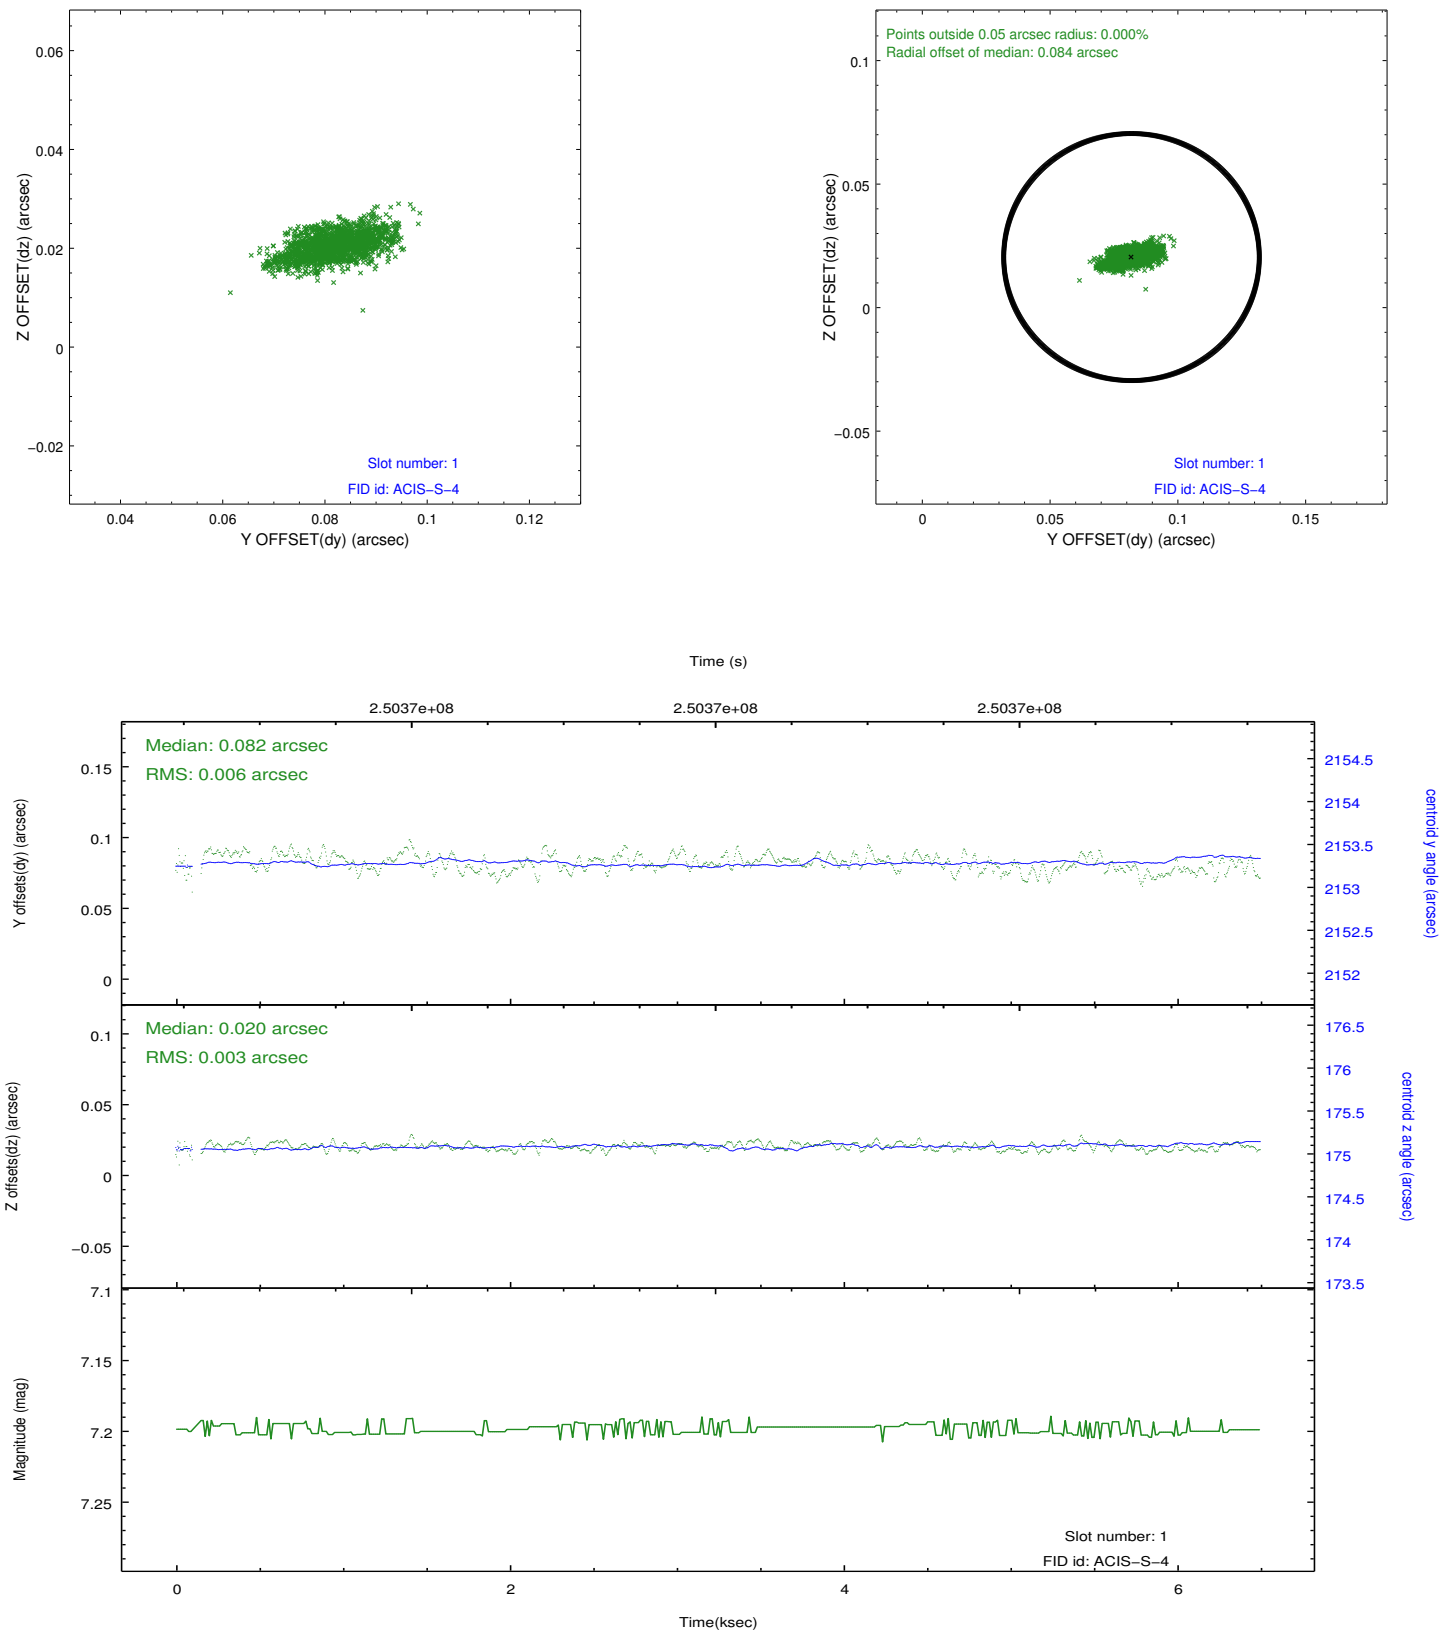 0.06
0.04
0.02
0
−0.02
Z OFFSET(dz) (arcsec)
Slot number: 1
FID id: ACIS−S−4
0.04 0.06 0.08 0.1 0.12
Y OFFSET(dy) (arcsec)
Points outside 0.05 arcsec radius: 0.000%
Radial offset of median: 0.084 arcsec
0.1
0.05
0
−0.05
Z OFFSET(dz) (arcsec)
Slot number: 1
FID id: ACIS−S−4
0 0.05 0.1 0.15
Y OFFSET(dy) (arcsec)
Time (s)
2.5037e+08 2.5037e+08 2.5037e+08
Median: 0.082 arcsec
RMS: 0.006 arcsec
0.15
0.1
0.05
0
Y offsets(dy) (arcsec)
2154.5
2154
2153.5
2153
2152.5
2152
centroid y angle (arcsec)
Median: 0.020 arcsec
RMS: 0.003 arcsec
0.1
0.05
0
−0.05
Z offsets(dz) (arcsec)
176.5
176
175.5
175
174.5
174
173.5
centroid z angle (arcsec)
7.1
7.15
7.2
7.25
Magnitude (mag)
Slot number: 1
FID id: ACIS−S−4
0 2 4 6
Time(ksec)